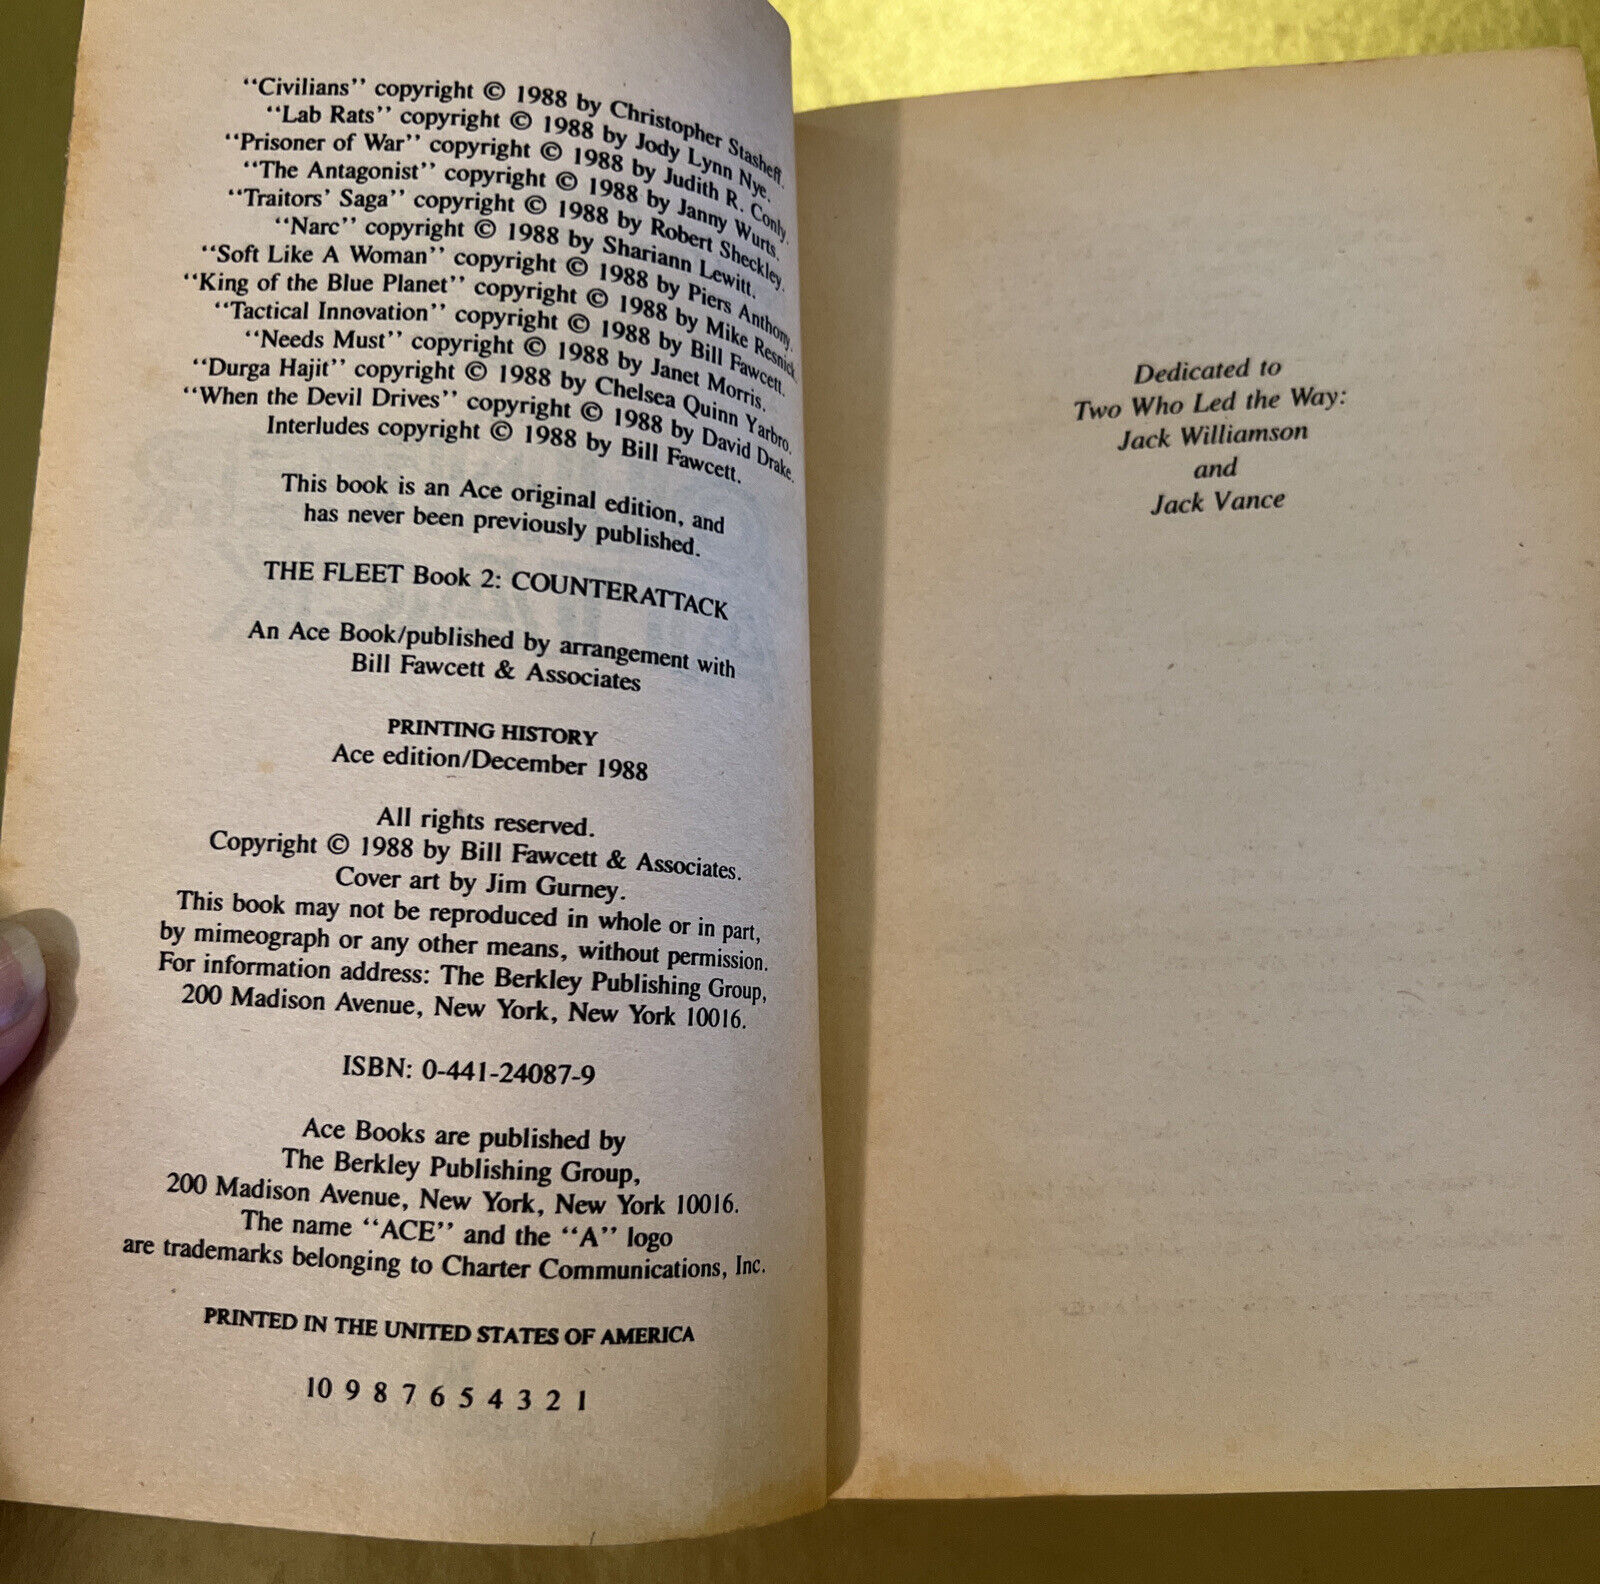 “Civilians” copyright © 1988 by Christopher Stasheff.
“Lab Rats” copyright © 1988 by Jody Lynn Nye.
“Prisoner of War” copyright © 1988 by Judith R. Conly.
“The Antagonist” copyright © 1988 by Janny Wurts.
“Traitors’ Saga” copyright © 1988 by Robert Sheckley.
“Narc” copyright © 1988 by Shariann Lewitt.
“Soft Like A Woman” copyright © 1988 by Piers Anthony.
“King of the Blue Planet” copyright © 1988 by Mike Resnick.
“Tactical Innovation” copyright © 1988 by Bill Fawcett.
“Needs Must” copyright © 1988 by Janet Morris.
“Durga Hajit” copyright © 1988 by Chelsea Quinn Yarbro.
“When the Devil Drives” copyright © 1988 by David Drake.
Interludes copyright © 1988 by Bill Fawcett.
This book is an Ace original edition, and
has never been previously published.
THE FLEET Book 2: COUNTERATTACK
An Ace Book/published by arrangement with
Bill Fawcett & Associates
PRINTING HISTORY
Ace edition/December 1988
All rights reserved.
Copyright © 1988 by Bill Fawcett & Associates.
Cover art by Jim Gurney.
This book may not be reproduced in whole or in part,
by mimeograph or any other means, without permission.
For information address: The Berkley Publishing Group,
200 Madison Avenue, New York, New York 10016.
ISBN: 0-441-24087-9
Ace Books are published by
The Berkley Publishing Group,
200 Madison Avenue, New York, New York 10016.
The name “ACE” and the “A” logo
are trademarks belonging to Charter Communications, Inc.
PRINTED IN THE UNITED STATES OF AMERICA
10 9 8 7 6 5 4 3 2 1
Dedicated to
Two Who Led the Way:
Jack Williamson
and
Jack Vance